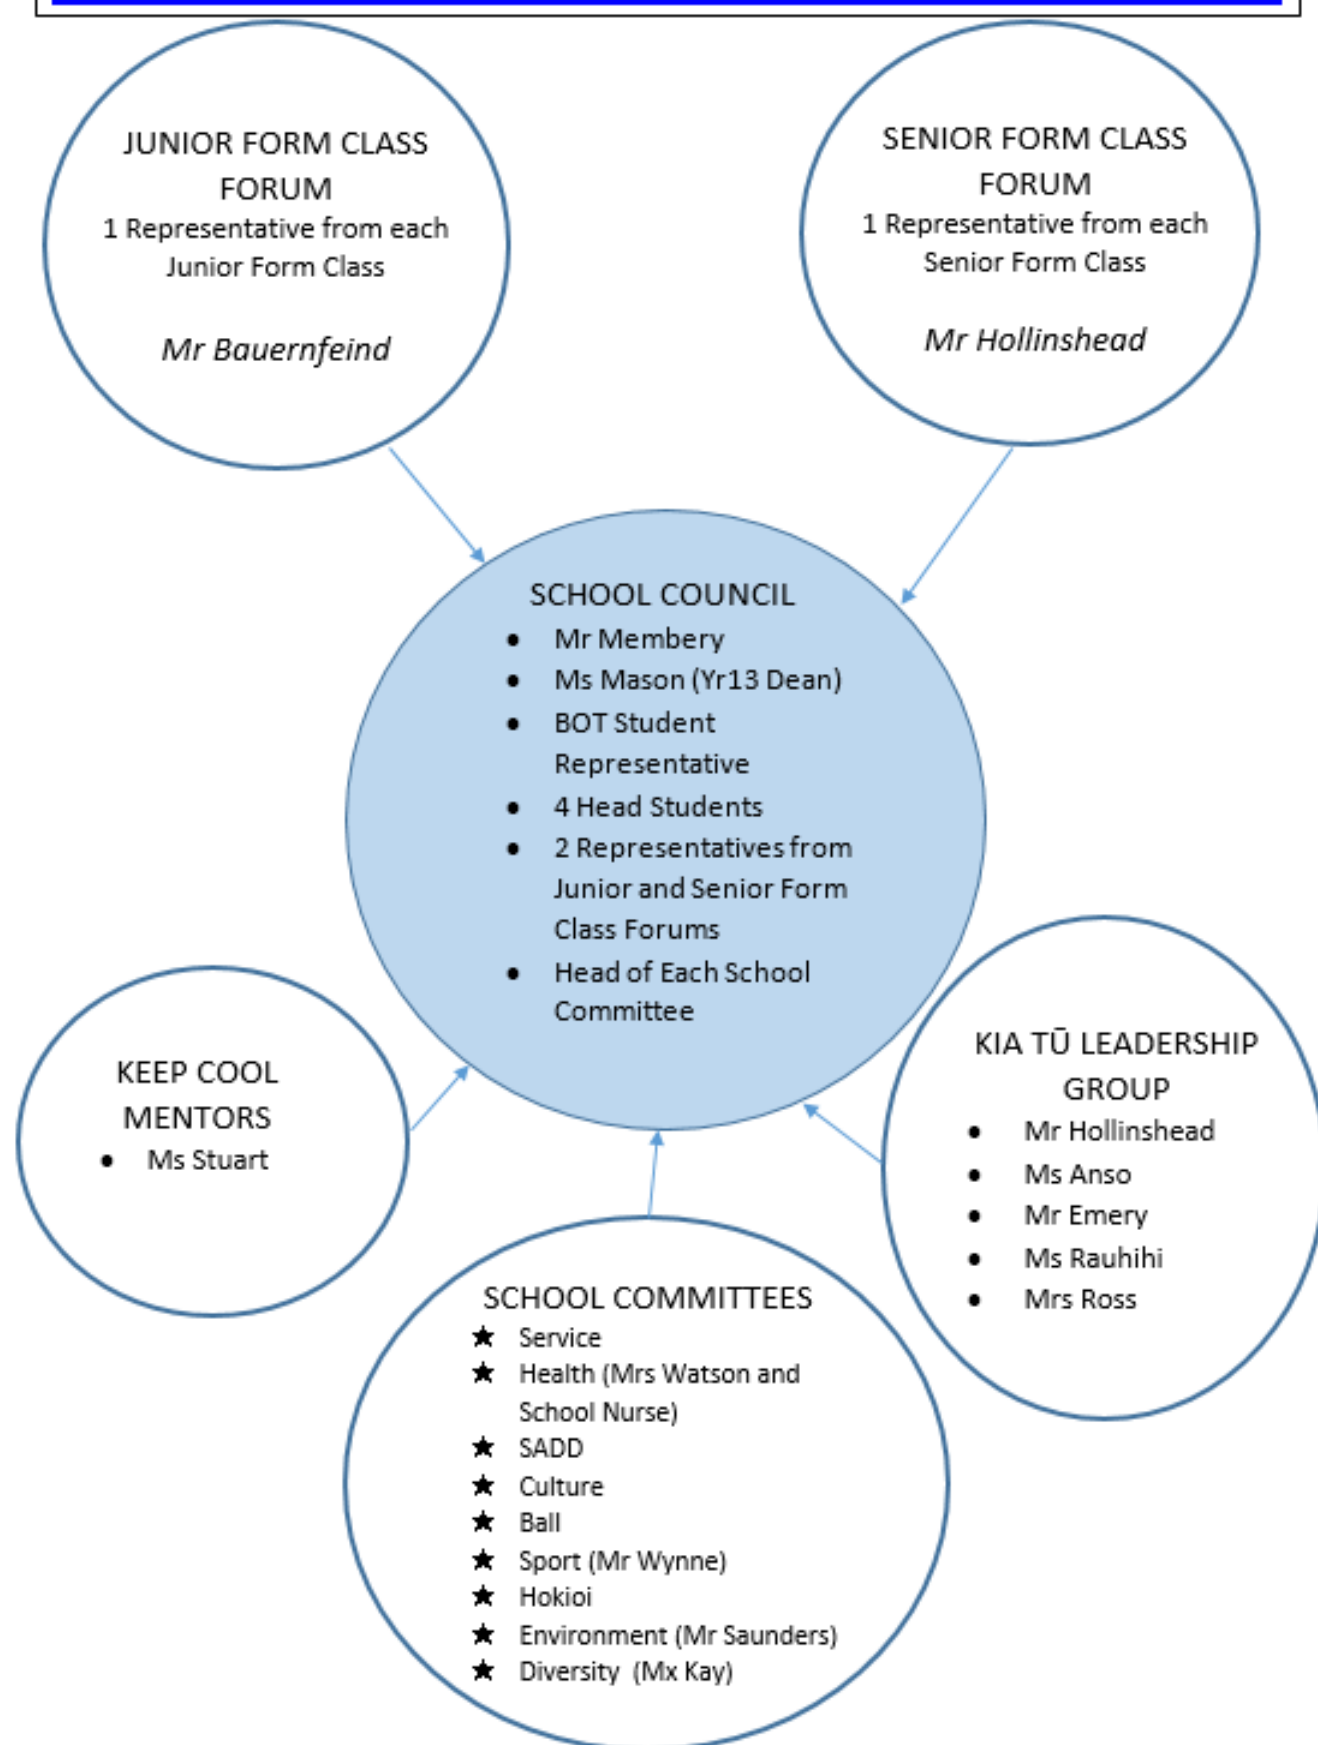 JUNIOR FORM CLASS
FORUM
1 Representative from each
Junior Form Class
Mr Bauernfeind
SENIOR FORM CLASS
FORUM
1 Representative from each
Senior Form Class
Mr Hollinshead
SCHOOL COUNCIL
• Mr Membery
• Ms Mason (Yr13 Dean)
• BOT Student
Representative
• 4 Head Students
• 2 Representatives from
Junior and Senior Form
Class Forums
• Head of Each School
Committee
KEEP COOL
MENTORS
• Ms Stuart
KIA TŪ LEADERSHIP
GROUP
• Mr Hollinshead
• Ms Anso
• Mr Emery
• Ms Rauhihi
• Mrs Ross
SCHOOL COMMITTEES
★ Service
★ Health (Mrs Watson and
School Nurse)
★ SADD
★ Culture
★ Ball
★ Sport (Mr Wynne)
★ Hokioi
★ Environment (Mr Saunders)
★ Diversity (Mx Kay)